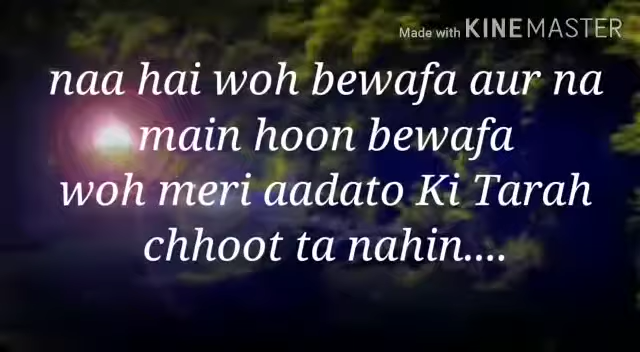 Made with KINEMASTER
naa hai woh bewafa aur na
main hoon bewafa
woh meri aadato Ki Tarah
chhoot ta nahin....